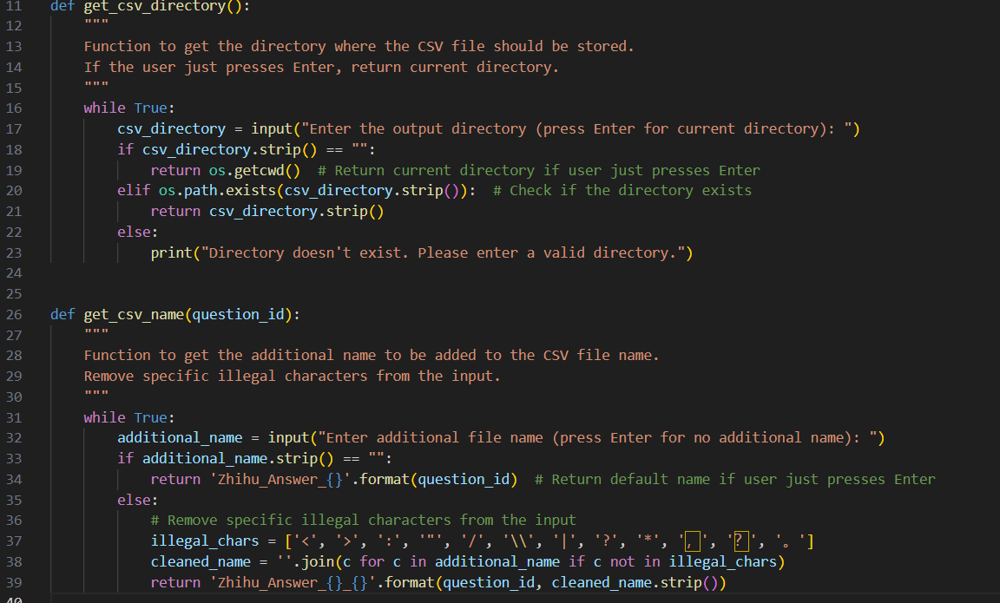 11 def get_csv_directory():
12 """
13 Function to get the directory where the CSV file should be stored.
14 If the user just presses Enter, return current directory.
15 """
16 while True:
17 csv_directory = input("Enter the output directory (press Enter for current directory): ")
18 if csv_directory.strip() == "":
19 return os.getcwd()  # Return current directory if user just presses Enter
20 elif os.path.exists(csv_directory.strip()):  # Check if the directory exists
21 return csv_directory.strip()
22 else:
23 print("Directory doesn't exist. Please enter a valid directory.")
24
25
26 def get_csv_name(question_id):
27 """
28 Function to get the additional name to be added to the CSV file name.
29 Remove specific illegal characters from the input.
30 """
31 while True:
32 additional_name = input("Enter additional file name (press Enter for no additional name): ")
33 if additional_name.strip() == "":
34 return 'Zhihu_Answer_{}'.format(question_id)  # Return default name if user just presses Enter
35 else:
36 # Remove specific illegal characters from the input
37 illegal_chars = ['<', '>', ':', '"', '/', '\\', '|', '?', '*', ',', '?', '。']
38 cleaned_name = ''.join(c for c in additional_name if c not in illegal_chars)
39 return 'Zhihu_Answer_{}_{}'.format(question_id, cleaned_name.strip())
40